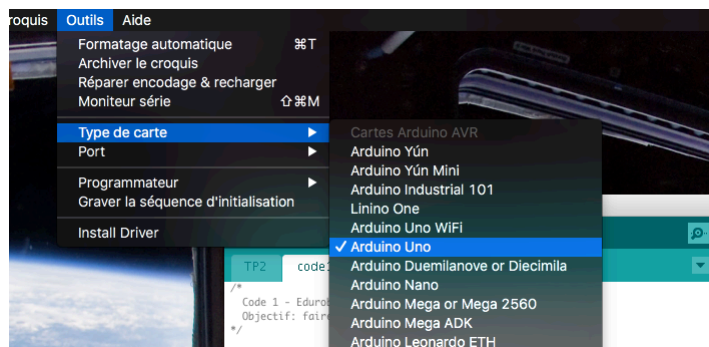 roquis Outils Aide
Formatage automatique ⌘T
Archiver le croquis
Réparer encodage & recharger
Moniteur série ⇧⌘M
Type de carte
Port
Programmateur
Graver la séquence d'initialisation
Install Driver
Cartes Arduino AVR
Arduino Yún
Arduino Yún Mini
Arduino Industrial 101
Linino One
Arduino Uno WiFi
✓ Arduino Uno
Arduino Duemilanove or Diecimila
Arduino Nano
Arduino Mega or Mega 2560
Arduino Mega ADK
Arduino Leonardo ETH
TP2 code1
/*
Code 1 - Edurob
Objectif: faire
*/